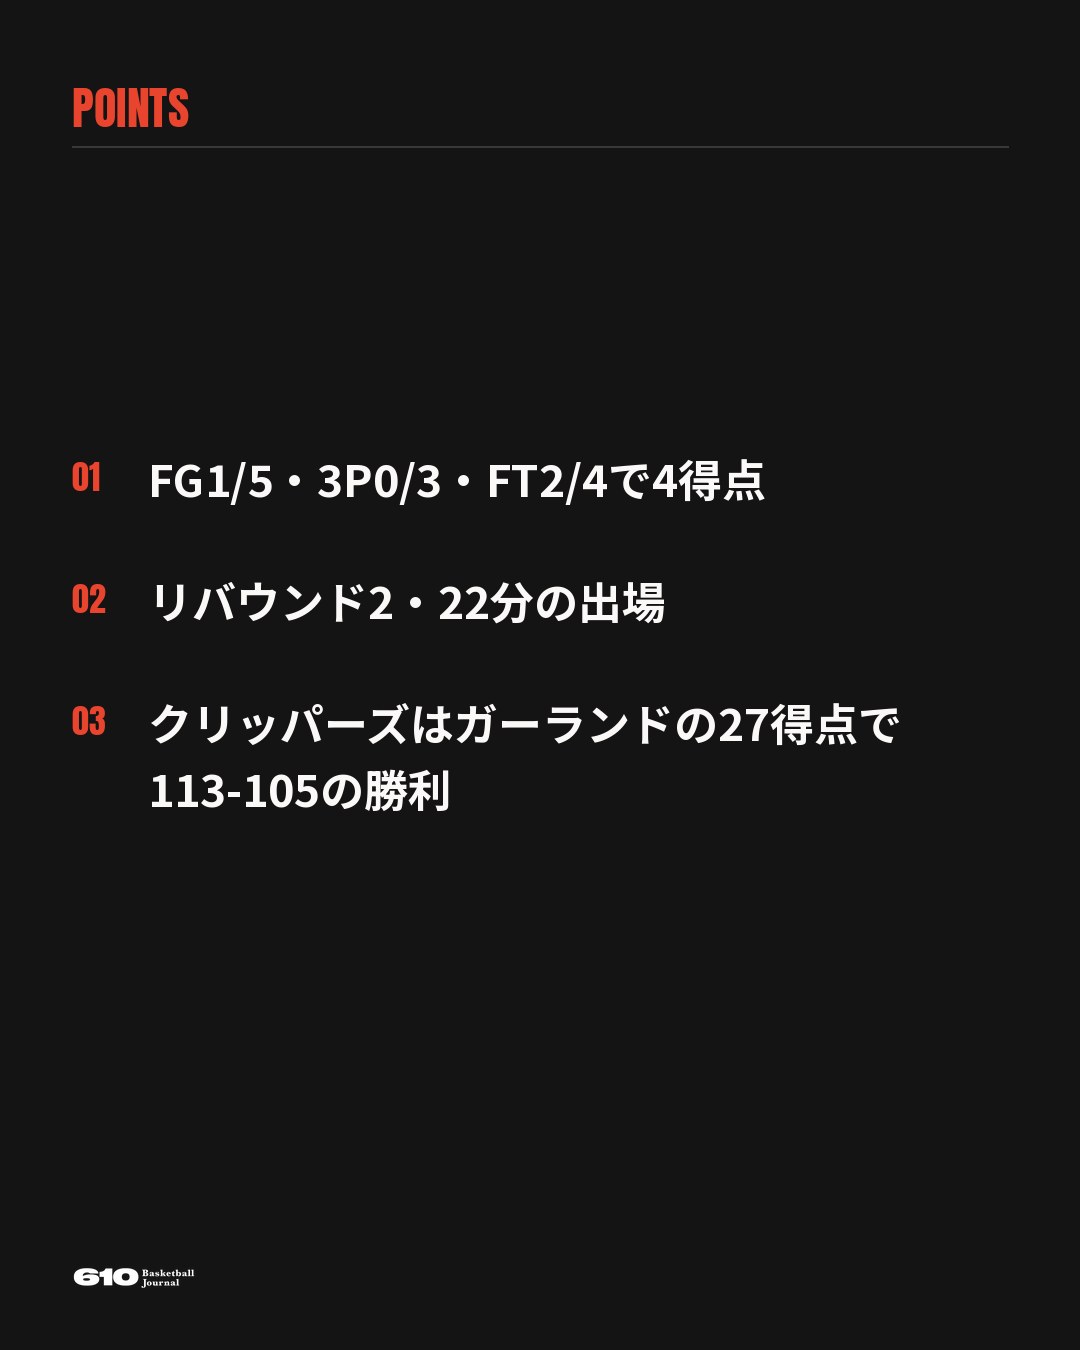 POINTS
01 FG1/5・3P0/3・FT2/4で4得点
02 リバウンド2・22分の出場
03 クリッパーズはガーランドの27得点で
113-105の勝利
610 Basketball
Journal